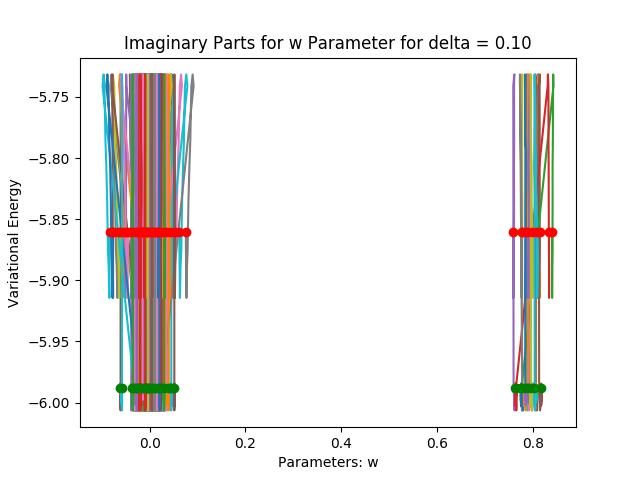 Imaginary Parts for w Parameter for delta = 0.10
−5.75
−5.80
−5.85
−5.90
−5.95
−6.00
Variational Energy
0.0 0.2 0.4 0.6 0.8
Parameters: w